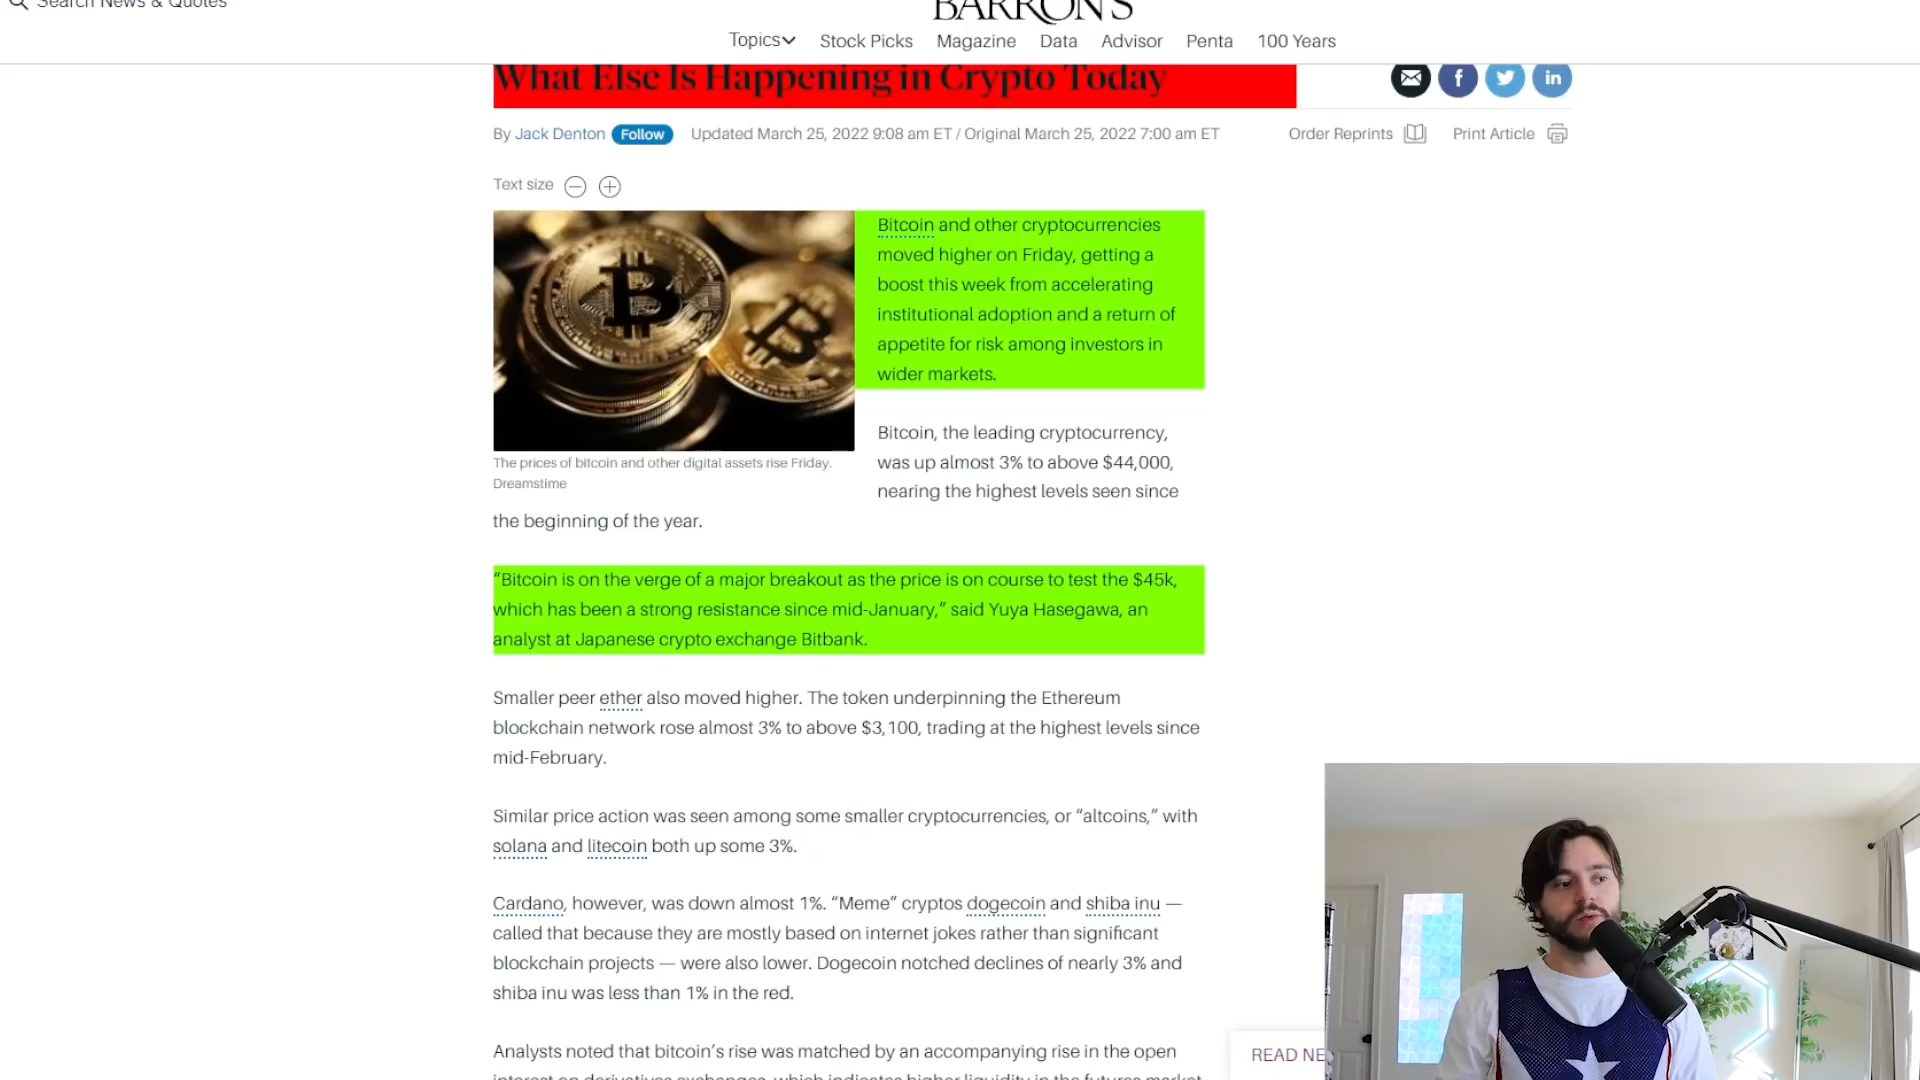 Search News & Quotes
BARRON'S
Topics
Stock Picks
Magazine
Data
Advisor
Penta
100 Years
What Else Is Happening in Crypto Today
By Jack Denton Follow Updated March 25, 2022 9:08 am ET / Original March 25, 2022 7:00 am ET
Order Reprints
Print Article
Text size
Bitcoin and other cryptocurrencies
moved higher on Friday, getting a
boost this week from accelerating
institutional adoption and a return of
appetite for risk among investors in
wider markets.
The prices of bitcoin and other digital assets rise Friday.
Dreamstime
Bitcoin, the leading cryptocurrency,
was up almost 3% to above $44,000,
nearing the highest levels seen since
the beginning of the year.
“Bitcoin is on the verge of a major breakout as the price is on course to test the $45k,
which has been a strong resistance since mid-January,” said Yuya Hasegawa, an
analyst at Japanese crypto exchange Bitbank.
Smaller peer ether also moved higher. The token underpinning the Ethereum
blockchain network rose almost 3% to above $3,100, trading at the highest levels since
mid-February.
Similar price action was seen among some smaller cryptocurrencies, or “altcoins,” with
solana and litecoin both up some 3%.
Cardano, however, was down almost 1%. “Meme” cryptos dogecoin and shiba inu —
called that because they are mostly based on internet jokes rather than significant
blockchain projects — were also lower. Dogecoin notched declines of nearly 3% and
shiba inu was less than 1% in the red.
Analysts noted that bitcoin’s rise was matched by an accompanying rise in the open
interest on derivatives exchanges, which indicates higher liquidity in the futures market
READ NE